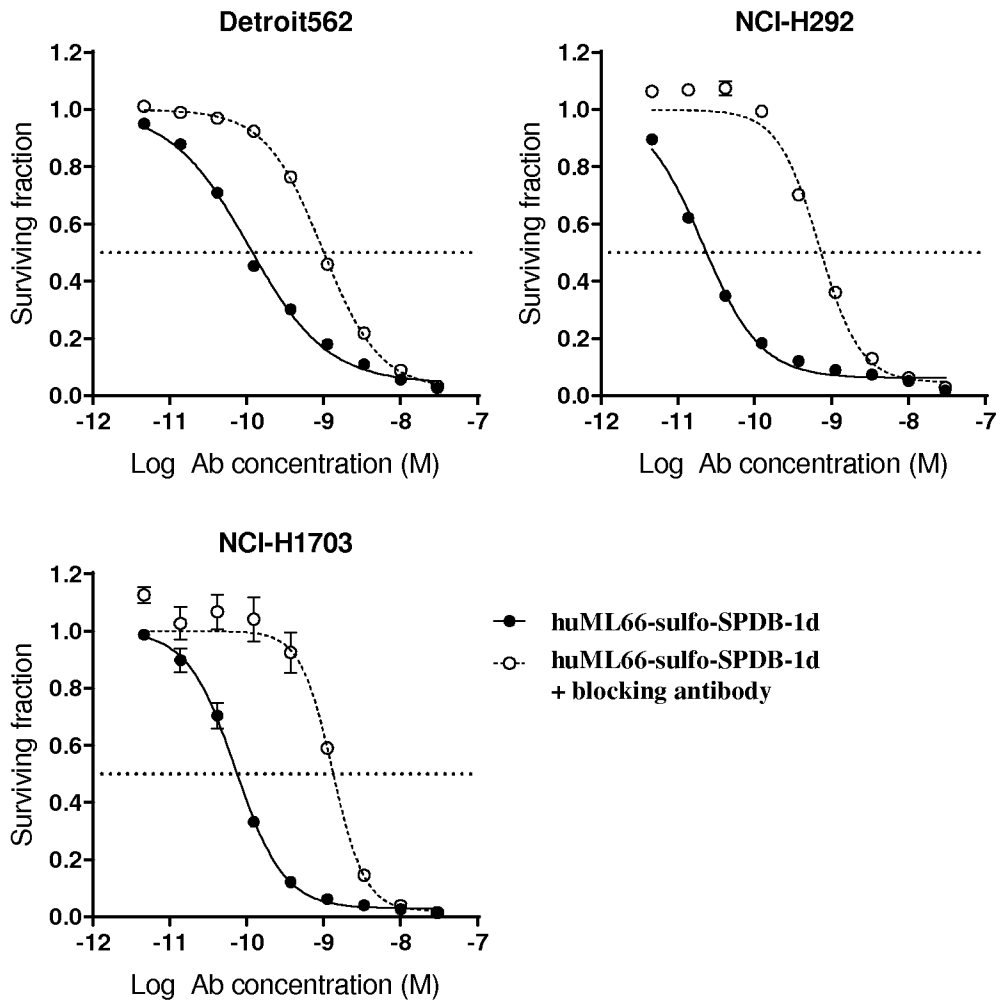 Detroit562
1.2
1.0
0.8
0.6
0.4
0.2
0.0
Surviving fraction
-12 -11 -10 -9 -8 -7
Log Ab concentration (M)
NCI-H292
1.2
1.0
0.8
0.6
0.4
0.2
0.0
Surviving fraction
-12 -11 -10 -9 -8 -7
Log Ab concentration (M)
NCI-H1703
1.2
1.0
0.8
0.6
0.4
0.2
0.0
Surviving fraction
-12 -11 -10 -9 -8 -7
Log Ab concentration (M)
huML66-sulfo-SPDB-1d
huML66-sulfo-SPDB-1d
+ blocking antibody